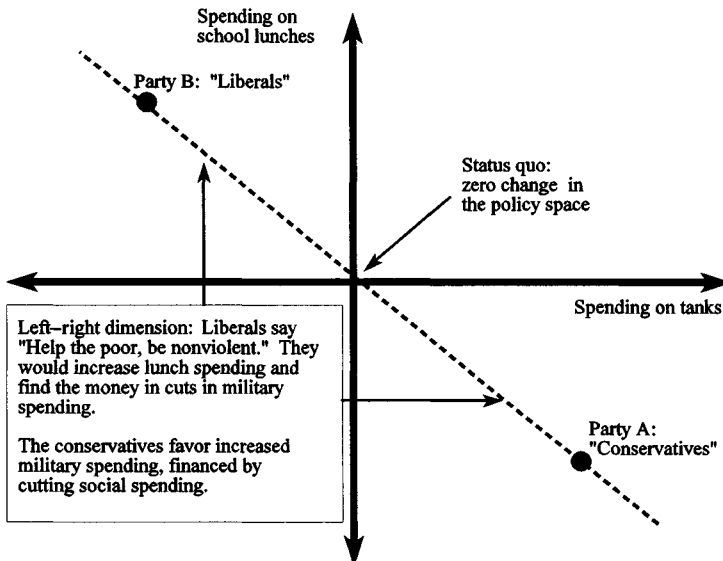 Spending on
school lunches
Party B: "Liberals"
Status quo:
zero change in
the policy space
Spending on tanks
Left–right dimension: Liberals say
"Help the poor, be nonviolent." They
would increase lunch spending and
find the money in cuts in military
spending.
The conservatives favor increased
military spending, financed by
cutting social spending.
Party A:
"Conservatives"